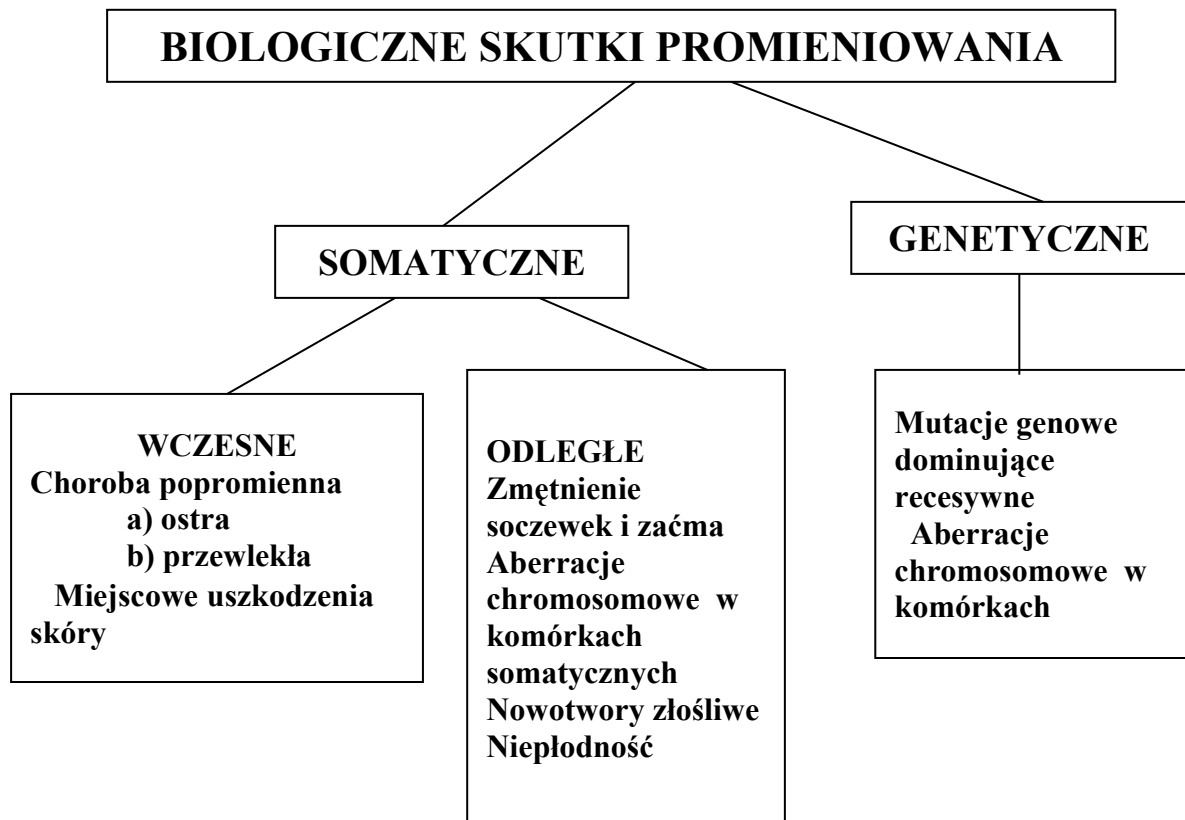 BIOLOGICZNE SKUTKI PROMIENIOWANIA
SOMATYCZNE
GENETYCZNE
WCZESNE
Choroba popromienna
a) ostra
b) przewlekła
Miejscowe uszkodzenia
skóry
ODLEGŁE
Zmętnienie
soczewek i zaćma
Aberracje
chromosomowe w
komórkach
somatycznych
Nowotwory złośliwe
Niepłodność
Mutacje genowe
dominujące
recesywne
Aberracje
chromosomowe w
komórkach